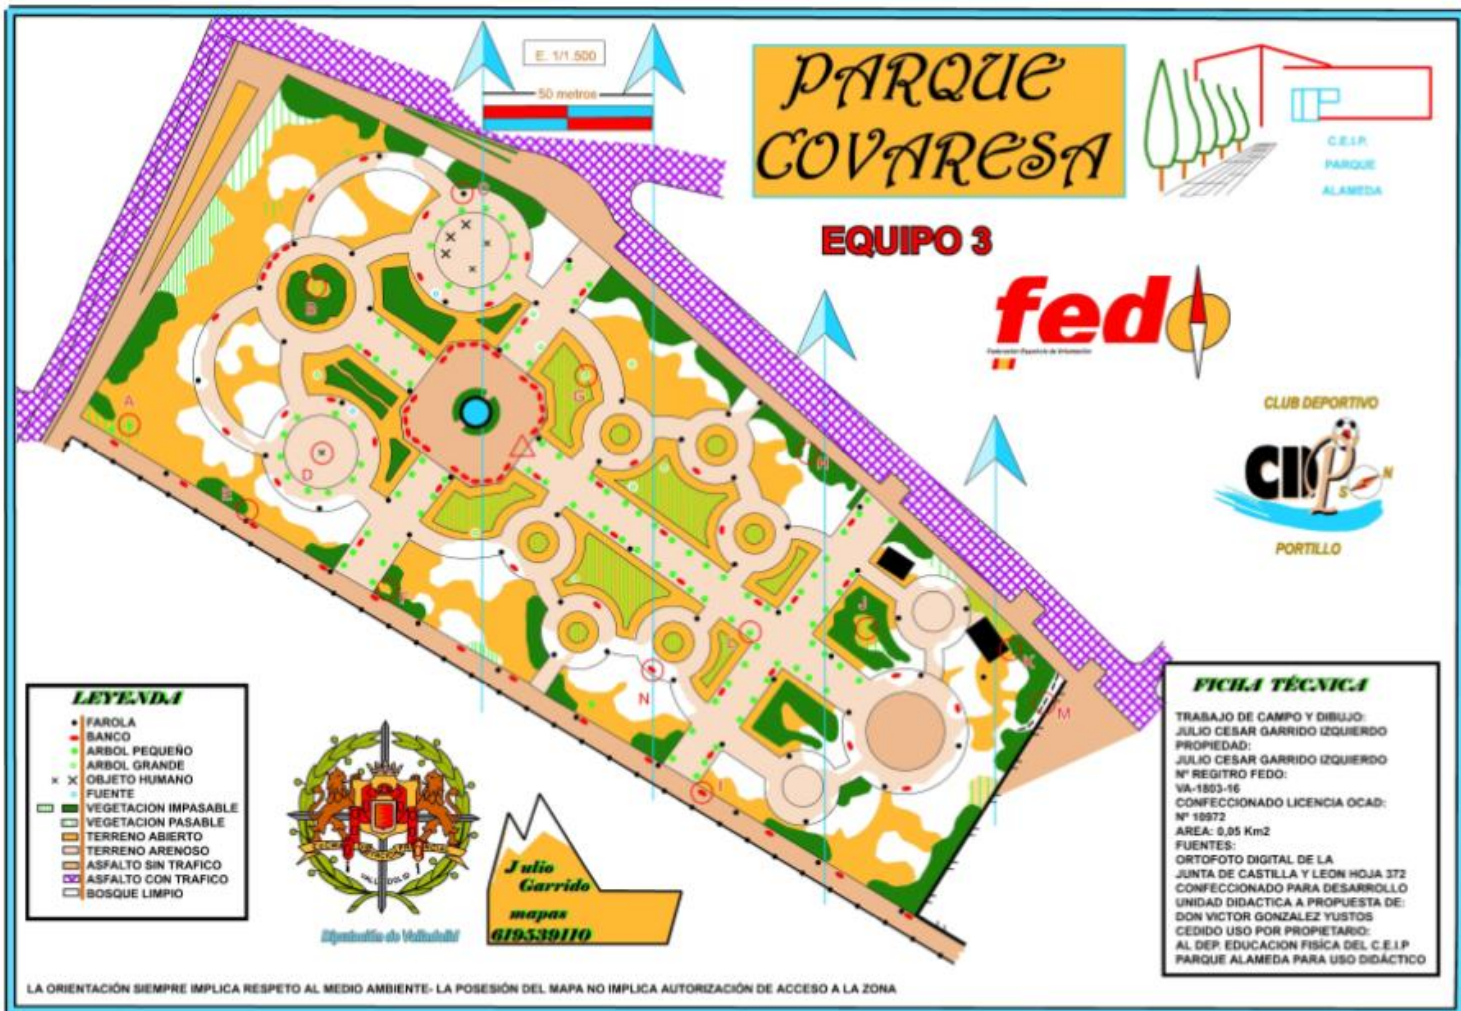 E. 1/1.500
50 metros
PARQUE
COVARESA
C.E.I.P.
PARQUE
ALAMEDA
EQUIPO 3
fedo
Federación Española de Orientación
CLUB DEPORTIVO
N
S
PORTILLO
A
B
C
D
E
F
G
H
I
J
K
L
M
N
LEYENDA
FAROLA
BANCO
ARBOL PEQUEÑO
ARBOL GRANDE
OBJETO HUMANO
FUENTE
VEGETACION IMPASABLE
VEGETACION PASABLE
TERRENO ABIERTO
TERRENO ARENOSO
ASFALTO SIN TRAFICO
ASFALTO CON TRAFICO
BOSQUE LIMPIO
VALLADOLID
Diputación de Valladolid
Julio
Garrido
mapas
619539110
FICHA TÉCNICA
TRABAJO DE CAMPO Y DIBUJO:
JULIO CESAR GARRIDO IZQUIERDO
PROPIEDAD:
JULIO CESAR GARRIDO IZQUIERDO
Nº REGITRO FEDO:
VA-1803-16
CONFECCIONADO LICENCIA OCAD:
Nº 10972
AREA: 0,05 Km2
FUENTES:
ORTOFOTO DIGITAL DE LA
JUNTA DE CASTILLA Y LEON HOJA 372
CONFECCIONADO PARA DESARROLLO
UNIDAD DIDACTICA A PROPUESTA DE:
DON VICTOR GONZALEZ YUSTOS
CEDIDO USO POR PROPIETARIO:
AL DEP. EDUCACION FISÍCA DEL C.E.I.P
PARQUE ALAMEDA PARA USO DIDÁCTICO
LA ORIENTACIÓN SIEMPRE IMPLICA RESPETO AL MEDIO AMBIENTE- LA POSESIÓN DEL MAPA NO IMPLICA AUTORIZACIÓN DE ACCESO A LA ZONA